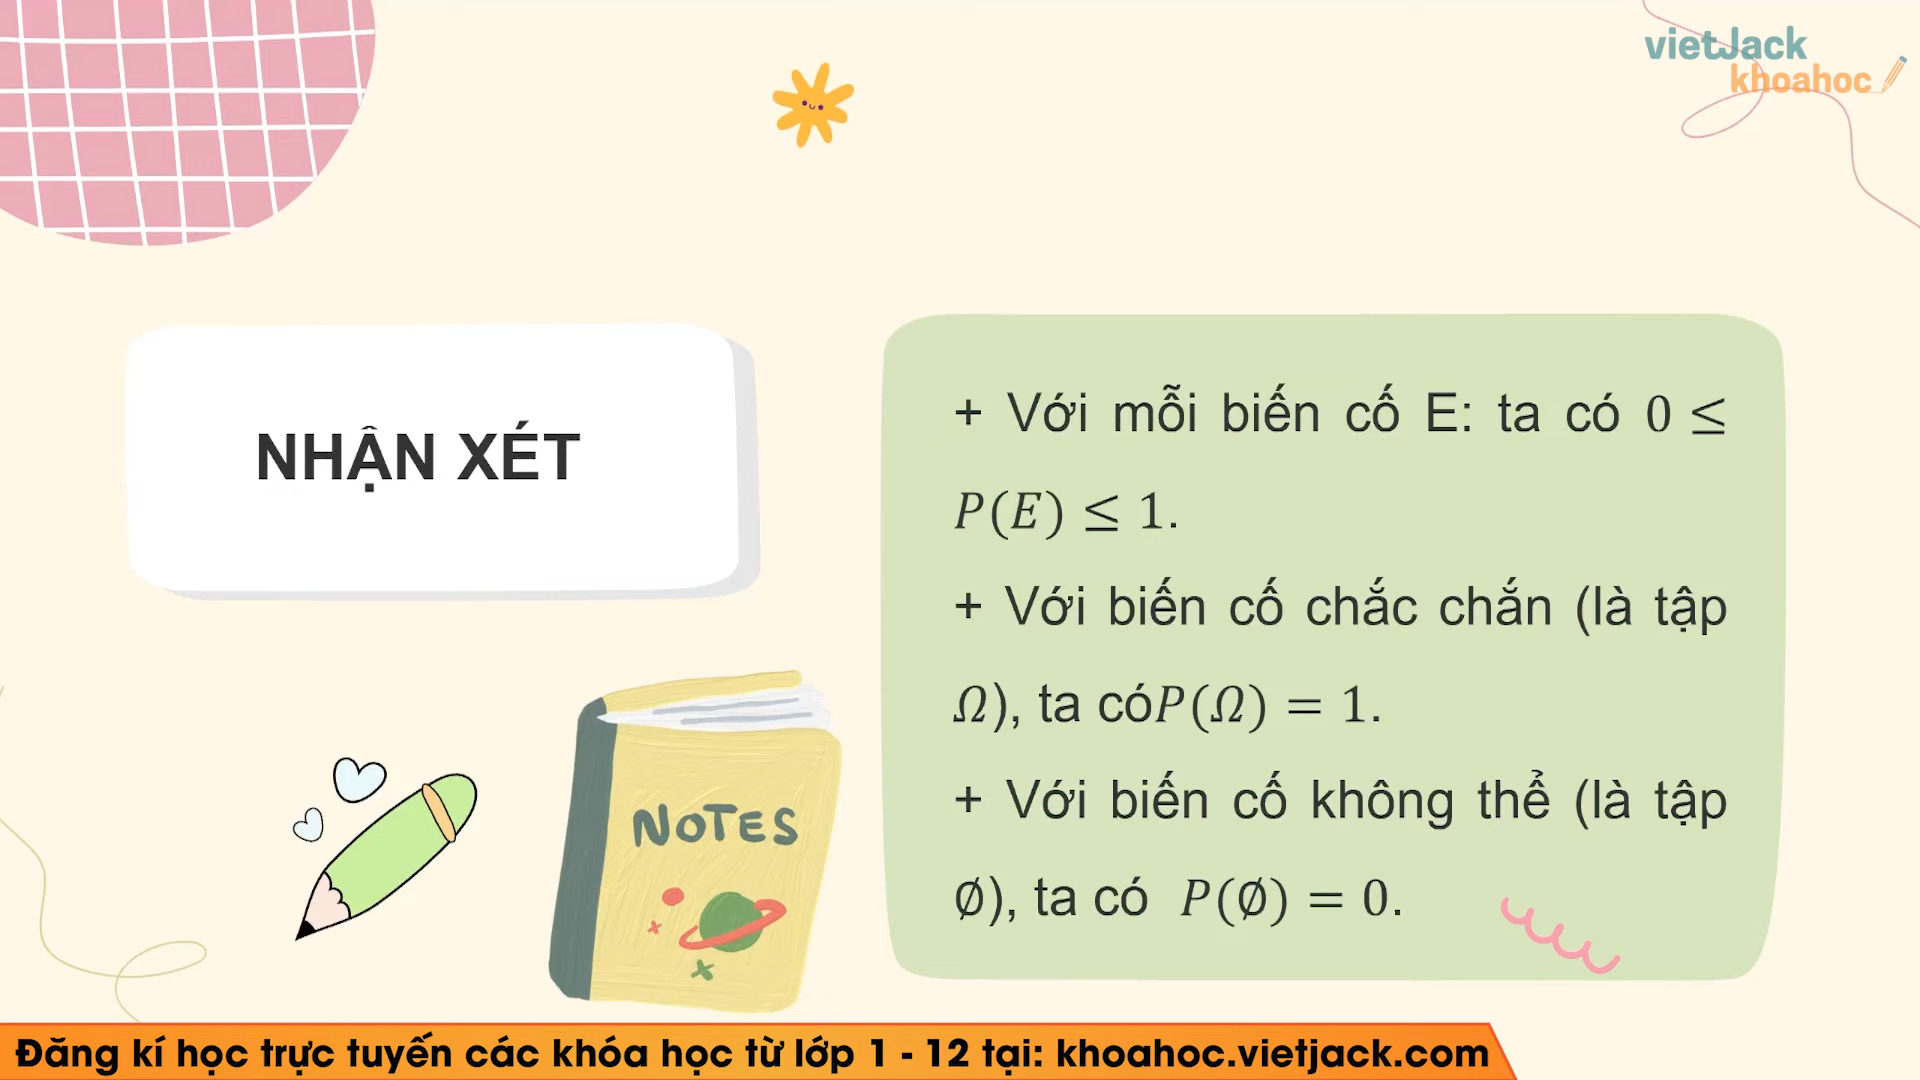 vietJack
khoahoc
NHẬN XÉT
+ Với mỗi biến cố E: ta có 0 ≤
P(E) ≤ 1.
+ Với biến cố chắc chắn (là tập
Ω), ta cóP(Ω) = 1.
+ Với biến cố không thể (là tập
∅), ta có P(∅) = 0.
NOTES
Đăng kí học trực tuyến các khóa học từ lớp 1 - 12 tại: khoahoc.vietjack.com